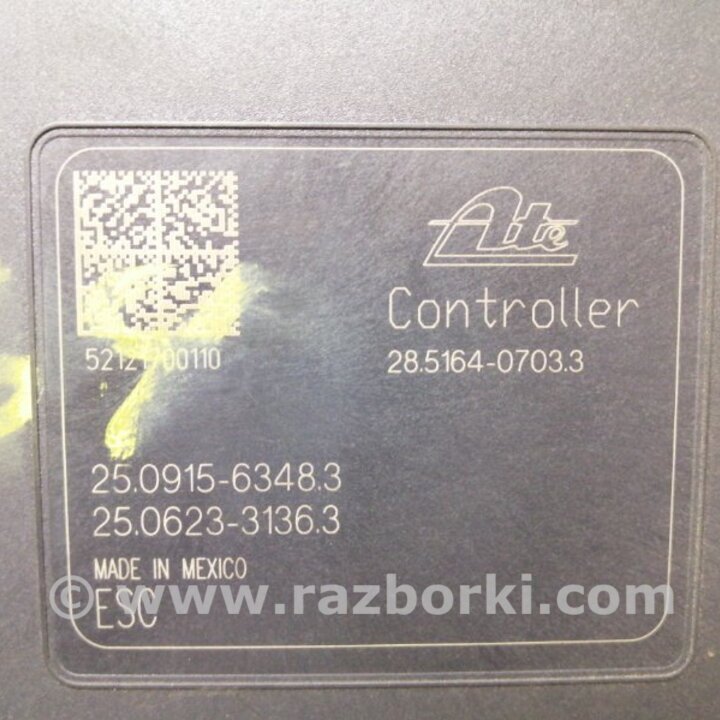 Ate
Controller
52121700110
28.5164-0703.3
25.0915-6348.3
25.0623-3136.3
MADE IN MEXICO
© www.razborki.com
ESC